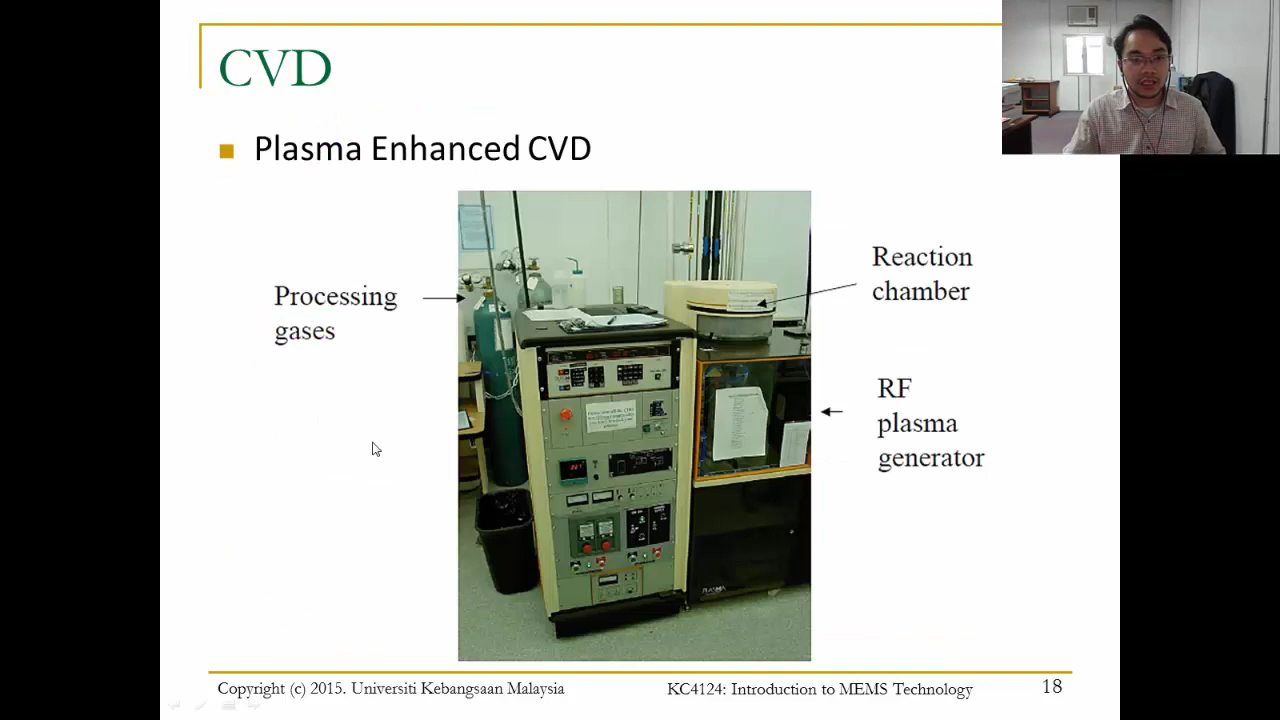 CVD
Plasma Enhanced CVD
Processing
gases
Reaction
chamber
RF
plasma
generator
PLASMA
Copyright (c) 2015. Universiti Kebangsaan Malaysia
KC4124: Introduction to MEMS Technology
18